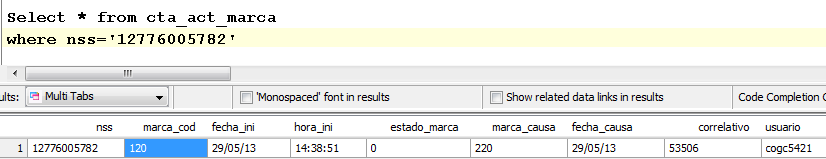 Select * from cta_act_marca
where nss='12776005782'
ults: Multi Tabs 'Monospaced' font in results Show related data links in results Code Completion C
nss marca_cod fecha_ini hora_ini estado_marca marca_causa fecha_causa correlativo usuario
1 12776005782 120 29/05/13 14:38:51 0 220 29/05/13 53506 cogc5421